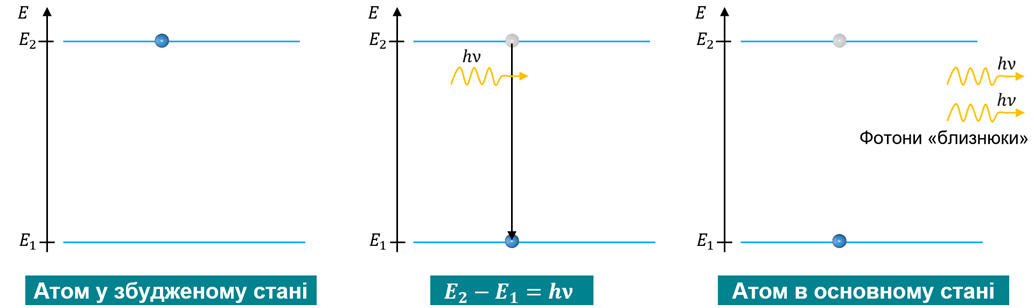 E
E₂
E₁
Атом у збудженому стані
E
E₂
hν
E₁
E₂ − E₁ = hν
E
E₂
hν
hν
Фотони «близнюки»
E₁
Атом в основному стані